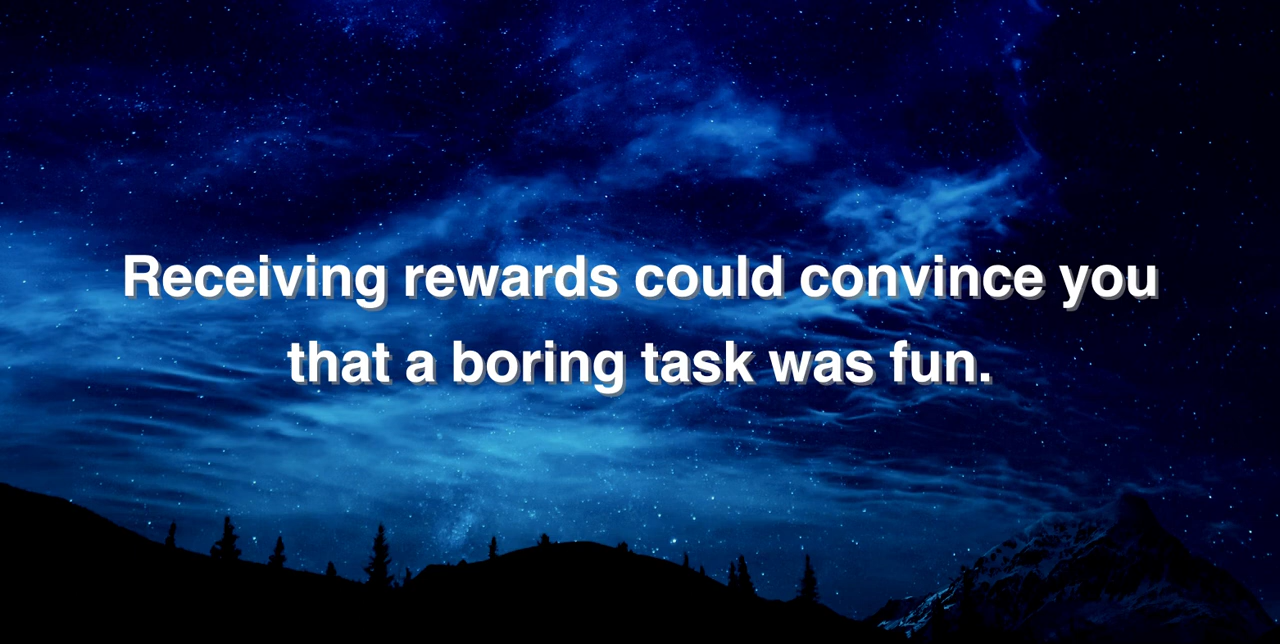 Receiving rewards could convince you
that a boring task was fun.